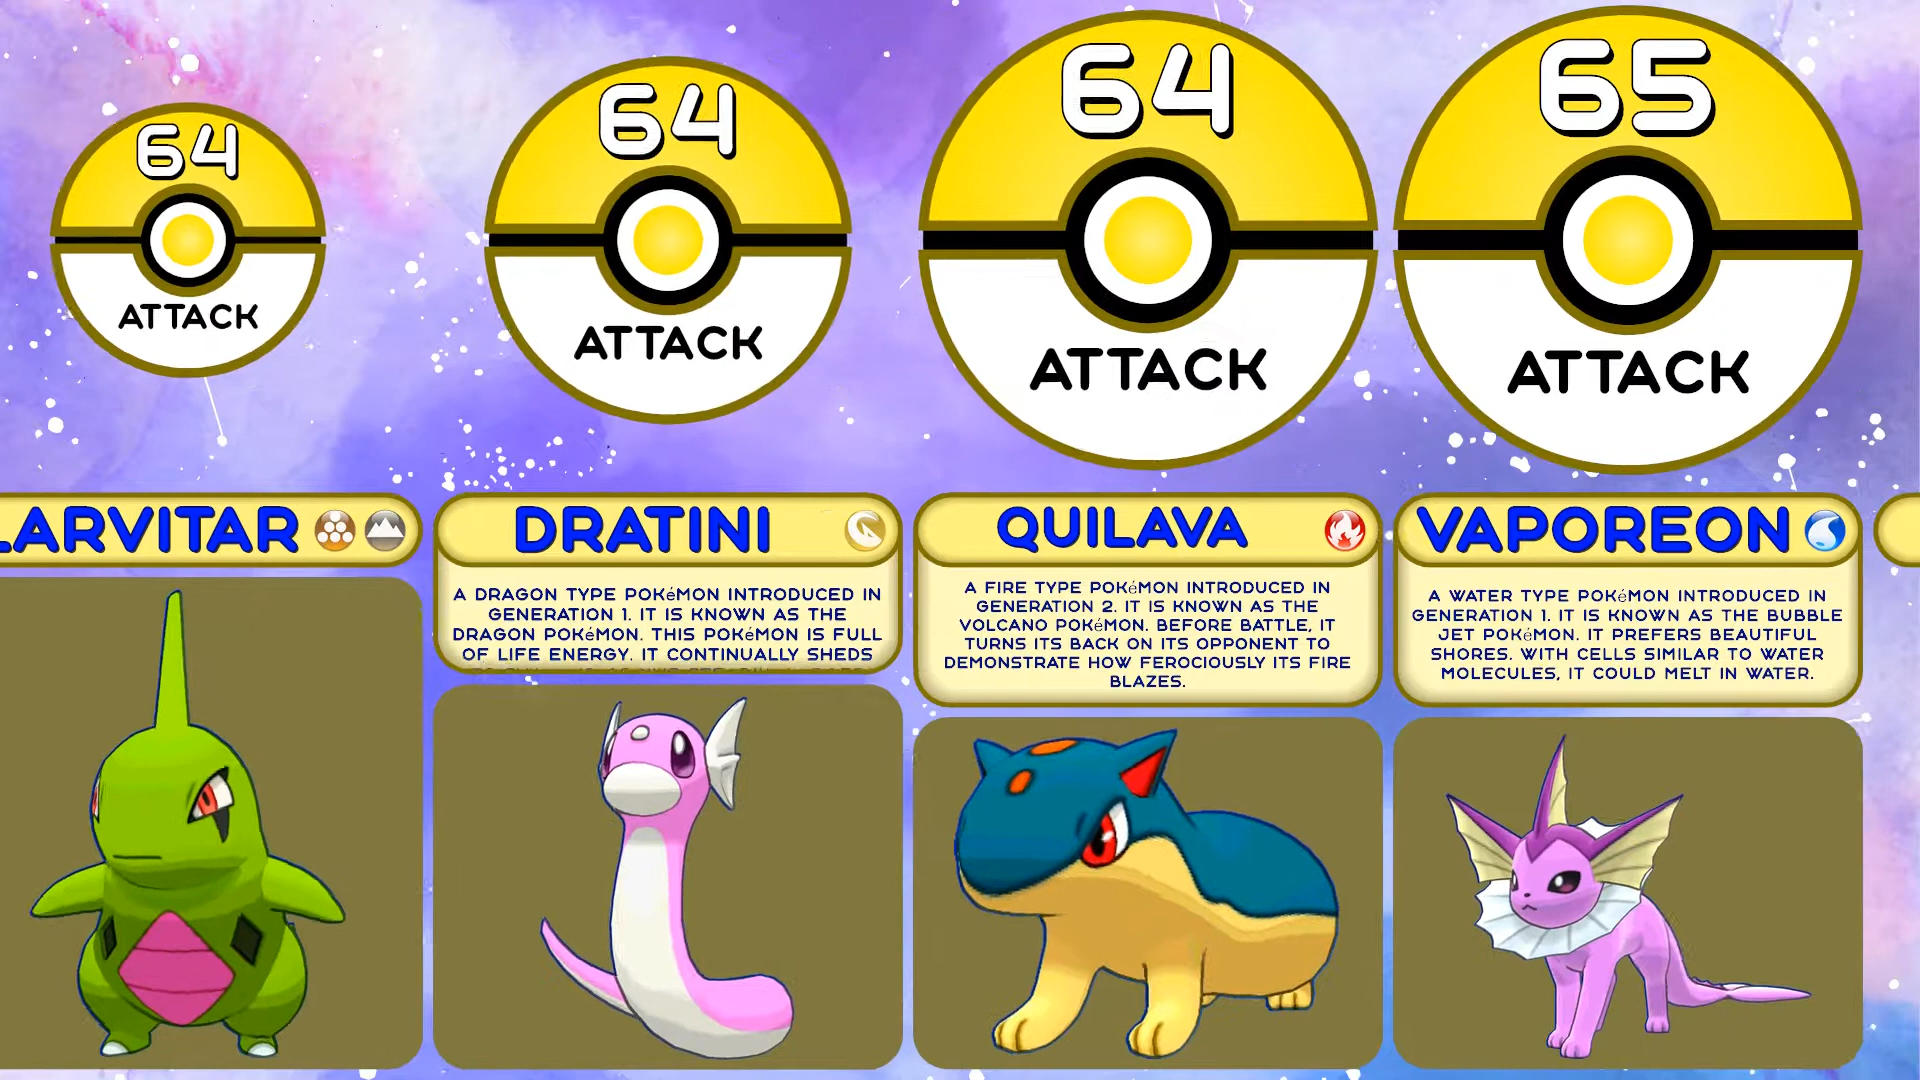 64
ATTACK
64
ATTACK
64
ATTACK
65
ATTACK
LARVITAR
DRATINI
A DRAGON TYPE POKéMON INTRODUCED IN
GENERATION 1. IT IS KNOWN AS THE
DRAGON POKéMON. THIS POKéMON IS FULL
OF LIFE ENERGY. IT CONTINUALLY SHEDS
QUILAVA
A FIRE TYPE POKéMON INTRODUCED IN
GENERATION 2. IT IS KNOWN AS THE
VOLCANO POKéMON. BEFORE BATTLE, IT
TURNS ITS BACK ON ITS OPPONENT TO
DEMONSTRATE HOW FEROCIOUSLY ITS FIRE
BLAZES.
VAPOREON
A WATER TYPE POKéMON INTRODUCED IN
GENERATION 1. IT IS KNOWN AS THE BUBBLE
JET POKéMON. IT PREFERS BEAUTIFUL
SHORES. WITH CELLS SIMILAR TO WATER
MOLECULES, IT COULD MELT IN WATER.